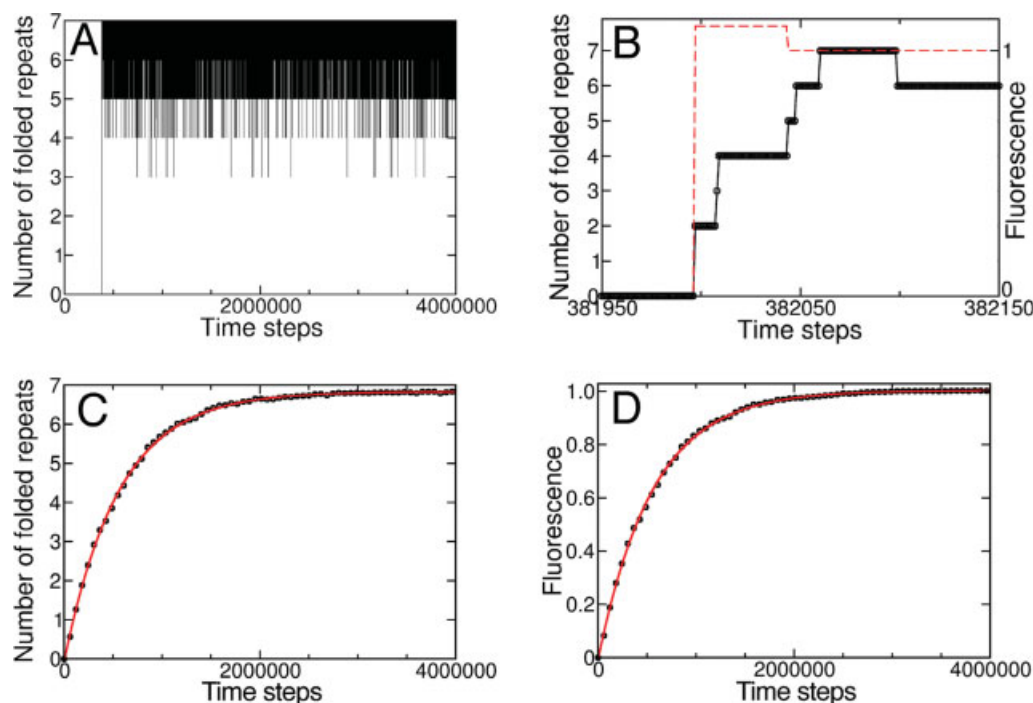 A
Number of folded repeats
7
6
5
4
3
2
1
0
0 2000000 4000000
Time steps
B
Number of folded repeats
7
6
5
4
3
2
1
0
1
0
Fluorescence
381950 382050 382150
Time steps
C
Number of folded repeats
7
6
5
4
3
2
1
0
0 2000000 4000000
Time steps
D
Fluorescence
1.0
0.8
0.6
0.4
0.2
0
0 2000000 4000000
Time steps